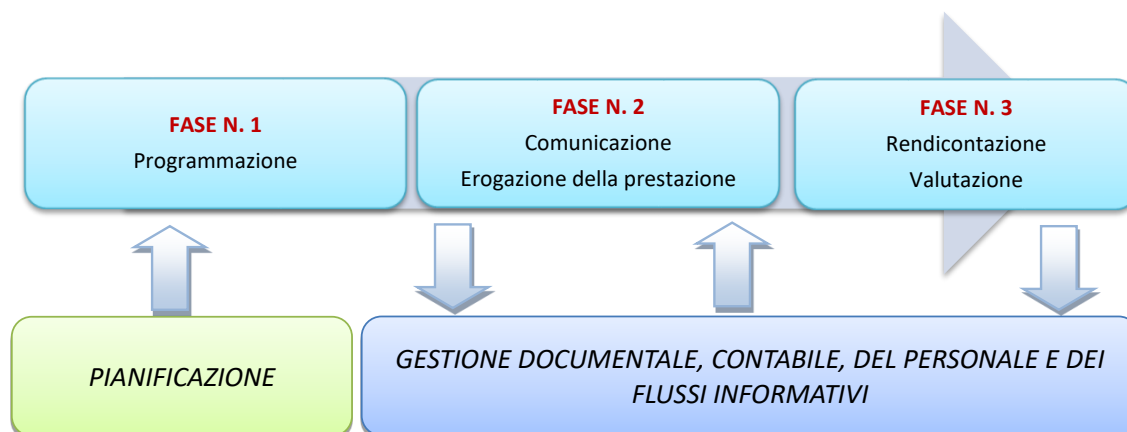 FASE N. 1
Programmazione
FASE N. 2
Comunicazione
Erogazione della prestazione
FASE N. 3
Rendicontazione
Valutazione
PIANIFICAZIONE
GESTIONE DOCUMENTALE, CONTABILE, DEL PERSONALE E DEI
FLUSSI INFORMATIVI